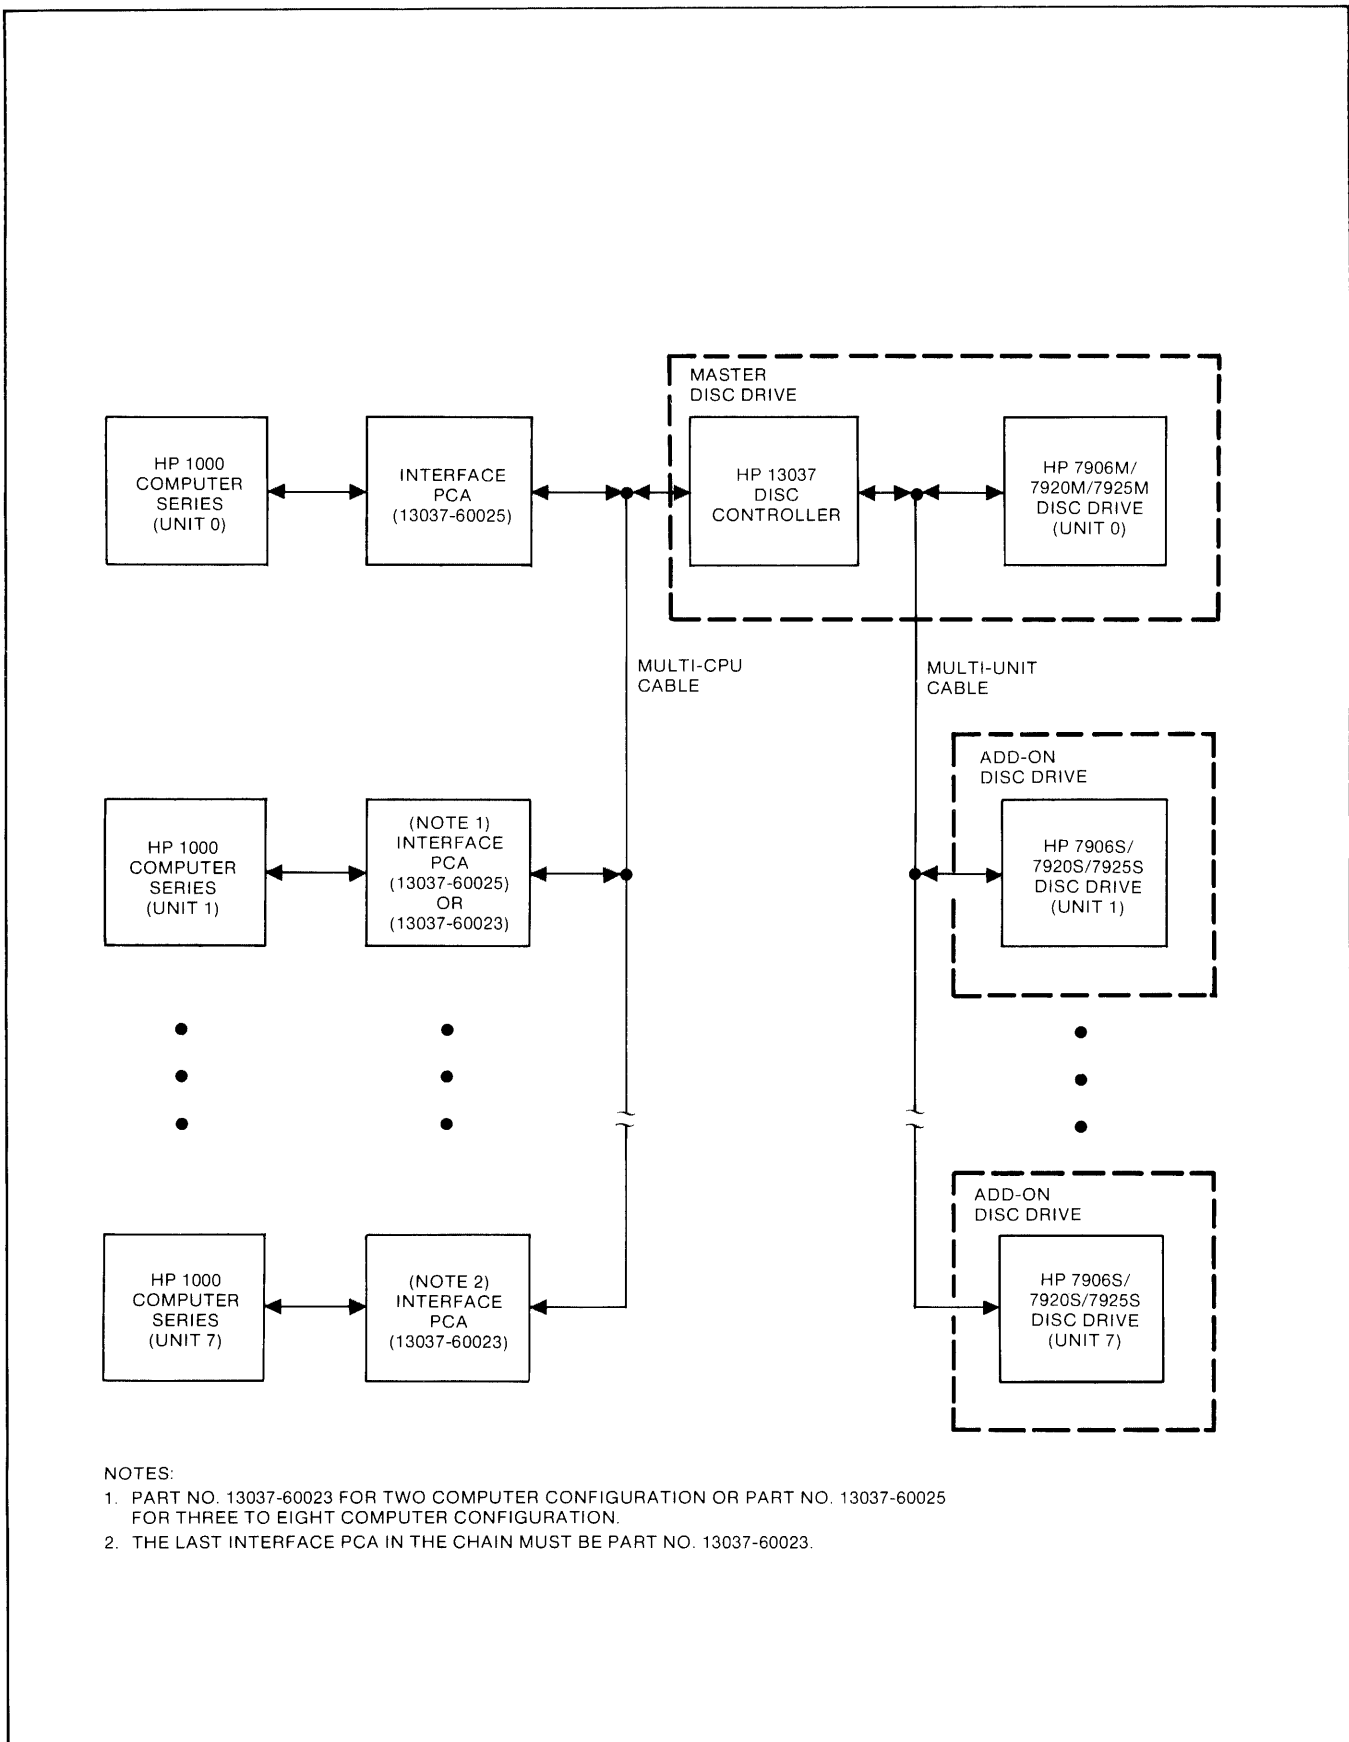 MASTER
DISC DRIVE
HP 1000
COMPUTER
SERIES
(UNIT 0)
INTERFACE
PCA
(13037-60025)
HP 13037
DISC
CONTROLLER
HP 7906M/
7920M/7925M
DISC DRIVE
(UNIT 0)
MULTI-CPU
CABLE
MULTI-UNIT
CABLE
ADD-ON
DISC DRIVE
HP 1000
COMPUTER
SERIES
(UNIT 1)
(NOTE 1)
INTERFACE
PCA
(13037-60025)
OR
(13037-60023)
HP 7906S/
7920S/7925S
DISC DRIVE
(UNIT 1)
ADD-ON
DISC DRIVE
HP 1000
COMPUTER
SERIES
(UNIT 7)
(NOTE 2)
INTERFACE
PCA
(13037-60023)
HP 7906S/
7920S/7925S
DISC DRIVE
(UNIT 7)
NOTES:
1. PART NO. 13037-60023 FOR TWO COMPUTER CONFIGURATION OR PART NO. 13037-60025
FOR THREE TO EIGHT COMPUTER CONFIGURATION.
2. THE LAST INTERFACE PCA IN THE CHAIN MUST BE PART NO. 13037-60023.